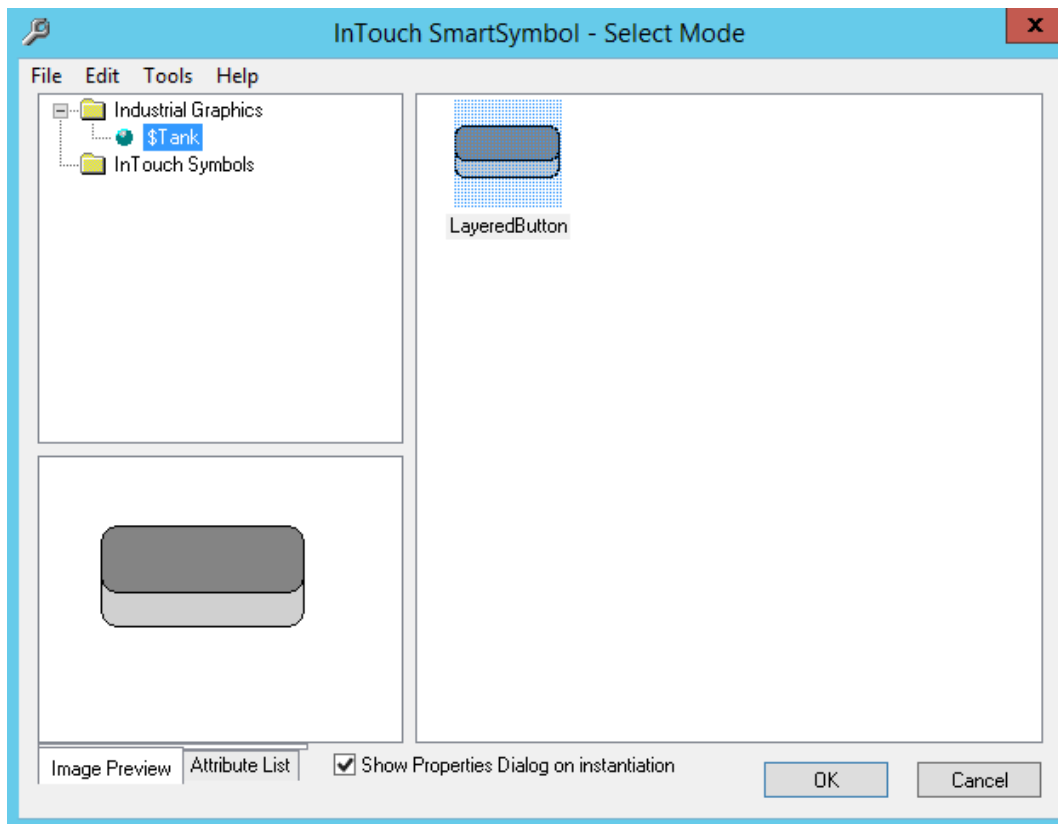 InTouch SmartSymbol - Select Mode
x
File Edit Tools Help
Industrial Graphics
$Tank
InTouch Symbols
LayeredButton
Image Preview
Attribute List
Show Properties Dialog on instantiation
OK
Cancel